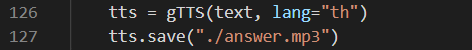 126 tts = gTTS(text, lang="th")
127 tts.save("./answer.mp3")